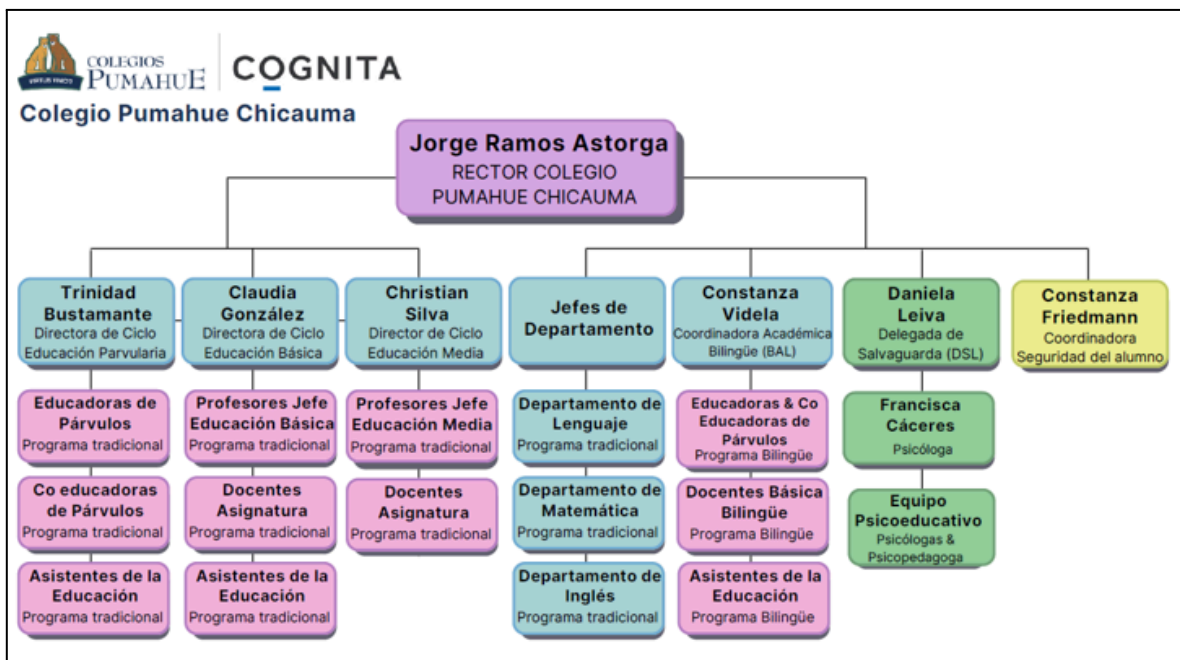 COLEGIOS
PUMAHUE
COGNITA
Colegio Pumahue Chicauma
Jorge Ramos Astorga
RECTOR COLEGIO
PUMAHUE CHICAUMA
Trinidad
Bustamante
Directora de Ciclo
Educación Parvularia
Claudia
González
Directora de Ciclo
Educación Básica
Christian
Silva
Director de Ciclo
Educación Media
Jefes de
Departamento
Constanza
Videla
Coordinadora Académica
Bilingüe (BAL)
Daniela
Leiva
Delegada de
Salvaguarda (DSL)
Constanza
Friedmann
Coordinadora
Seguridad del alumno
Educadoras de
Párvulos
Programa tradicional
Profesores Jefe
Educación Básica
Programa tradicional
Profesores Jefe
Educación Media
Programa tradicional
Departamento de
Lenguaje
Programa tradicional
Educadoras & Co
Educadoras de
Párvulos
Programa Bilingüe
Francisca
Cáceres
Psicóloga
Co educadoras
de Párvulos
Programa tradicional
Docentes
Asignatura
Programa tradicional
Docentes
Asignatura
Programa tradicional
Departamento de
Matemática
Programa tradicional
Docentes Básica
Bilingüe
Programa Bilingüe
Equipo
Psicoeducativo
Psicólogas &
Psicopedagoga
Asistentes de la
Educación
Programa tradicional
Asistentes de la
Educación
Programa tradicional
Departamento de
Inglés
Programa tradicional
Asistentes de la
Educación
Programa Bilingüe